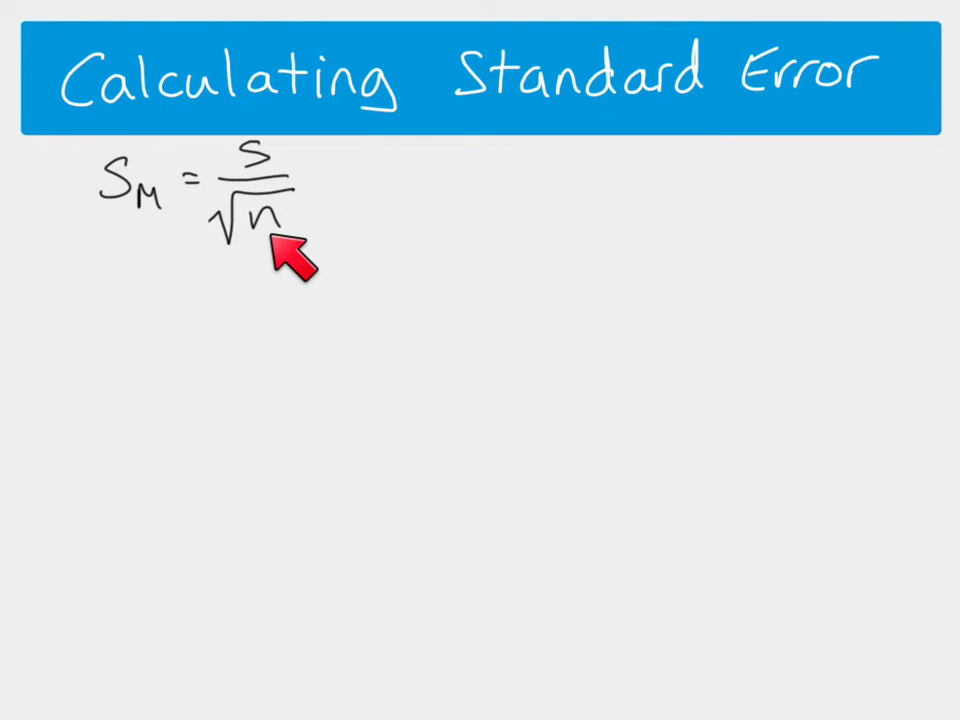 Calculating Standard Error
S_M = s / √n